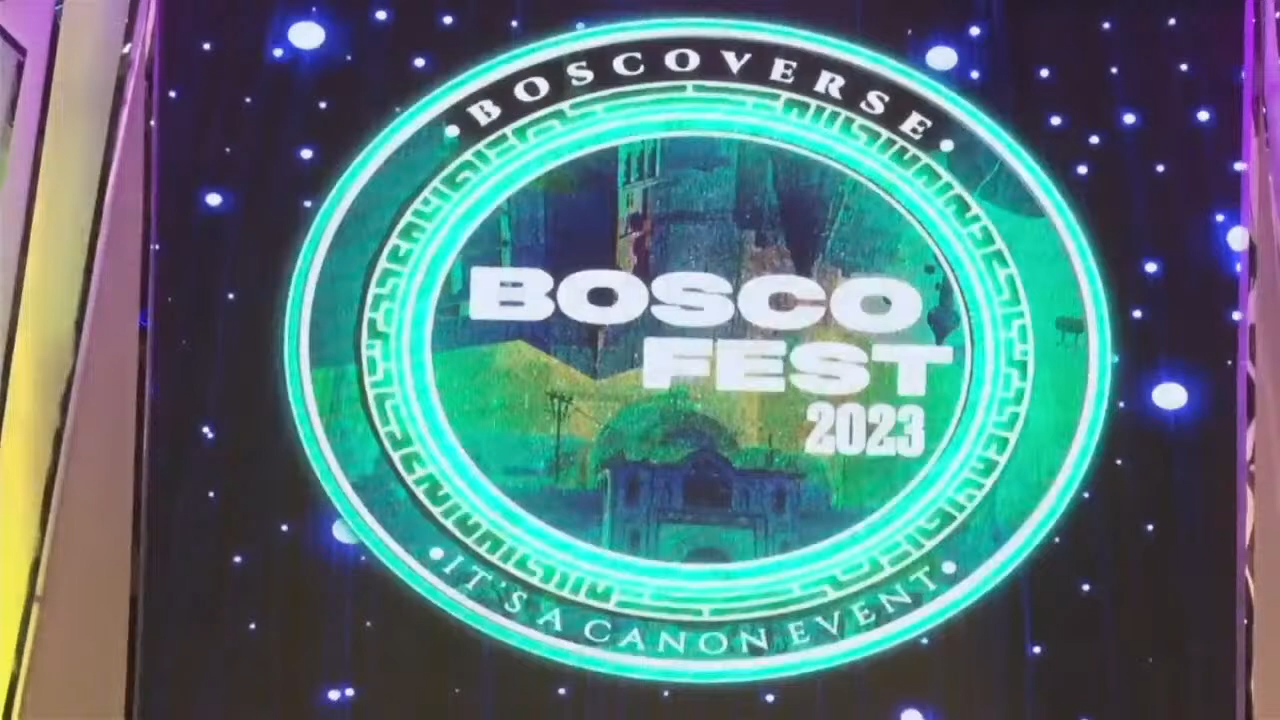 BOSCOVERSE
BOSCO
FEST
2023
IT'S A CANON EVENT